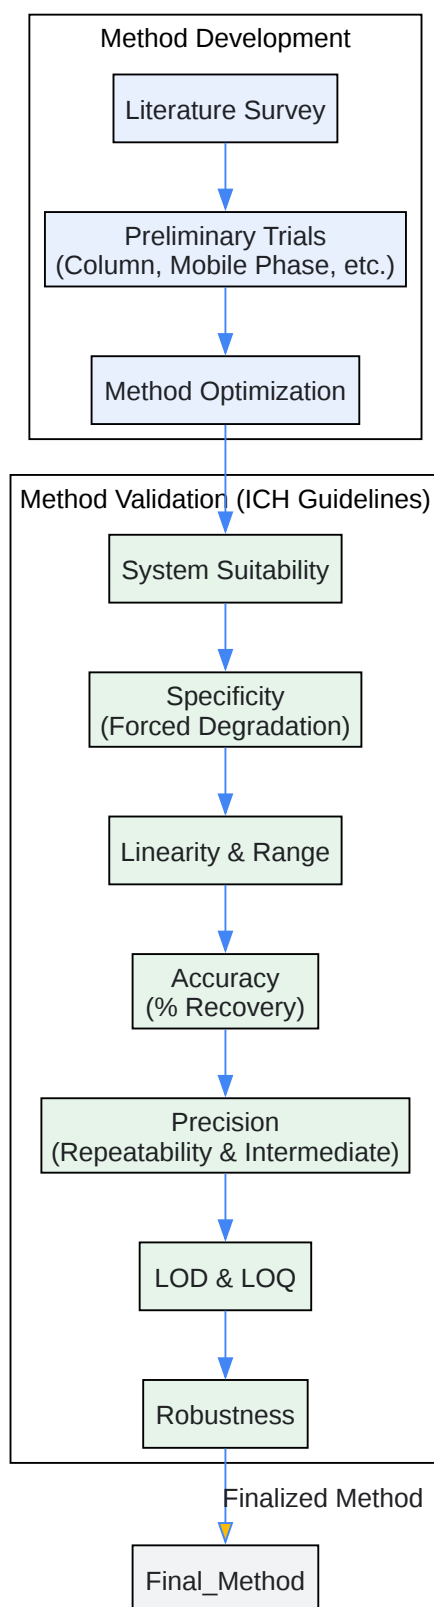 Method Development
Literature Survey
Preliminary Trials
(Column, Mobile Phase, etc.)
Method Optimization
Method Validation (ICH Guidelines)
System Suitability
Specificity
(Forced Degradation)
Linearity & Range
Accuracy
(% Recovery)
Precision
(Repeatability & Intermediate)
LOD & LOQ
Robustness
Finalized Method
Final_Method